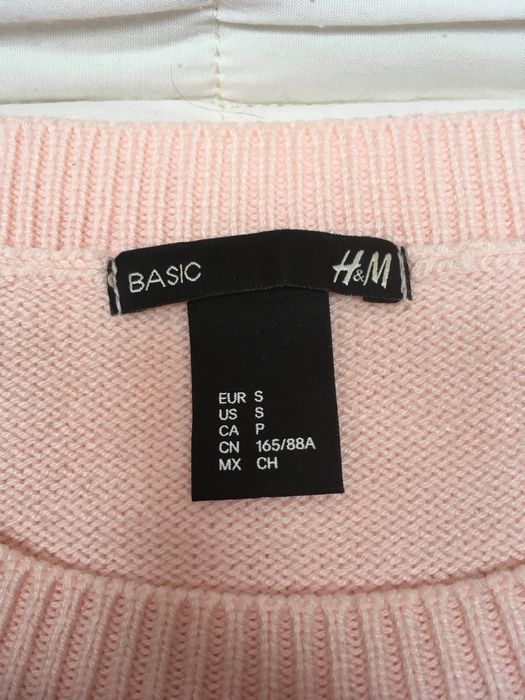 BASIC H&M
EUR S
US S
CA P
CN 165/88A
MX CH